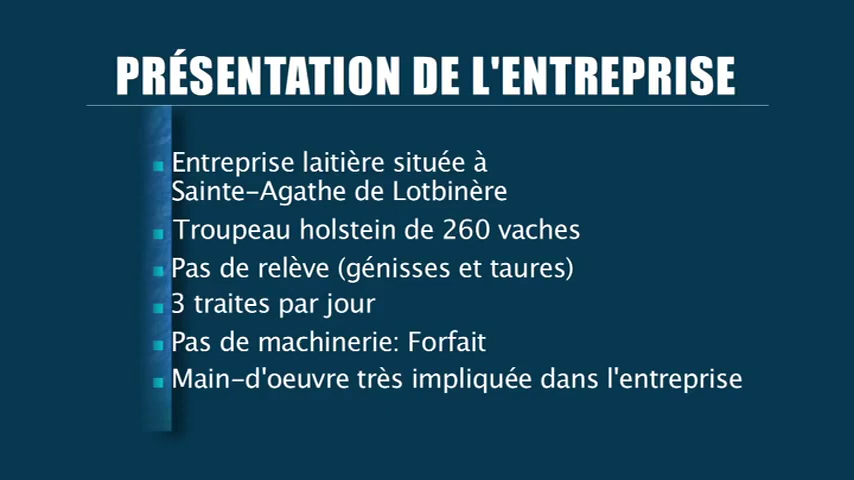 PRÉSENTATION DE L'ENTREPRISE
Entreprise laitière située à
Sainte-Agathe de Lotbinère
Troupeau holstein de 260 vaches
Pas de relève (génisses et taures)
3 traites par jour
Pas de machinerie: Forfait
Main-d'oeuvre très impliquée dans l'entreprise